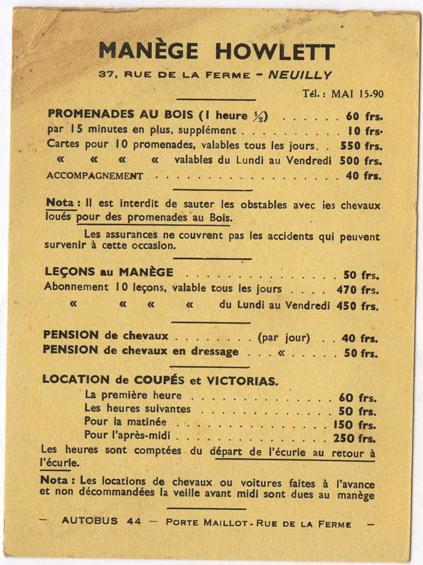 MANÈGE HOWLETT
37, RUE DE LA FERME - NEUILLY
Tél. : MAI 15-90
PROMENADES AU BOIS (1 heure ½) . . . . . . 60 frs.
par 15 minutes en plus, supplément . . . . . . 10 frs.
Cartes pour 10 promenades, valables tous les jours . . 550 frs.
« « « « valables du Lundi au Vendredi 500 frs.
ACCOMPAGNEMENT . . . . . . . . . . . . 40 frs.
Nota : Il est interdit de sauter les obstables avec les chevaux
loués pour des promenades au Bois.
Les assurances ne couvrent pas les accidents qui peuvent
survenir à cette occasion.
LEÇONS au MANÈGE . . . . . . . . . . . 50 frs.
Abonnement 10 leçons, valable tous les jours . . . . 470 frs.
« « « « du Lundi au Vendredi 450 frs.
PENSION de chevaux . . . . . . . (par jour) . 40 frs.
PENSION de chevaux en dressage . . . « . . 50 frs.
LOCATION de COUPÉS et VICTORIAS.
La première heure . . . . . . . . . . . 60 frs.
Les heures suivantes . . . . . . . . . . 50 frs.
Pour la matinée . . . . . . . . . . . 150 frs.
Pour l'après-midi . . . . . . . . . . . 250 frs.
Les heures sont comptées du départ de l'écurie au retour à
l'écurie.
Nota : Les locations de chevaux ou voitures faites à l'avance
et non décommandées la veille avant midi sont dues au manège
- AUTOBUS 44 - PORTE MAILLOT - RUE DE LA FERME -